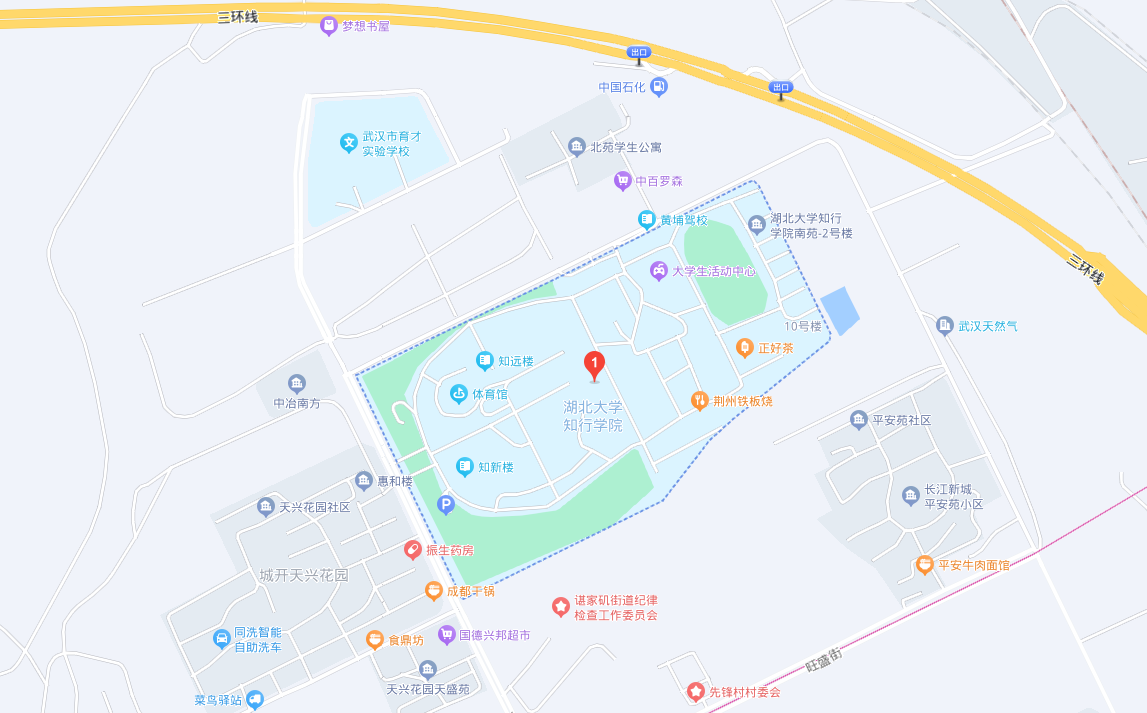 三环线
梦想书屋
出口
中国石化
出口
武汉市育才
实验学校
北苑学生公寓
中百罗森
黄埔驾校
湖北大学知行
学院南苑-2号楼
大学生活动中心
三环线
10号楼
武汉天然气
正好茶
知远楼
1
体育馆
中冶南方
荆州铁板烧
湖北大学
知行学院
平安苑社区
知新楼
惠和楼
长江新城
平安苑小区
天兴花园社区
P
振生药房
城开天兴花园
平安牛肉面馆
成都干锅
谌家矶街道纪律
检查工作委员会
同洗智能
自助洗车
食鼎坊
国德兴邦超市
旺盛街
天兴花园天盛苑
菜鸟驿站
先锋村村委会
文